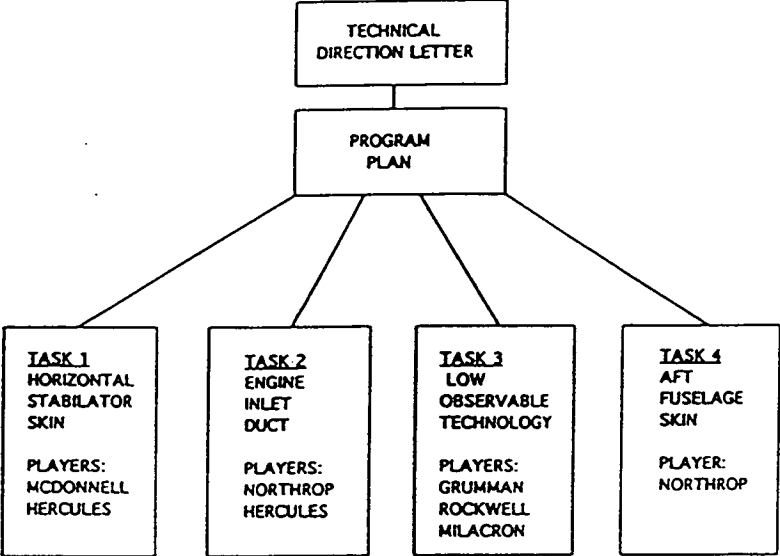 TECHNICAL
DIRECTION LETTER
PROGRAM
PLAN
TASK 1
HORIZONTAL
STABILATOR
SKIN
PLAYERS:
MCDONNELL
HERCULES
TASK 2
ENGINE
INLET
DUCT
PLAYERS:
NORTHROP
HERCULES
TASK 3
LOW
OBSERVABLE
TECHNOLOGY
PLAYERS:
GRUMMAN
ROCKWELL
MILACRON
TASK 4
AFT
FUSELAGE
SKIN
PLAYER:
NORTHROP